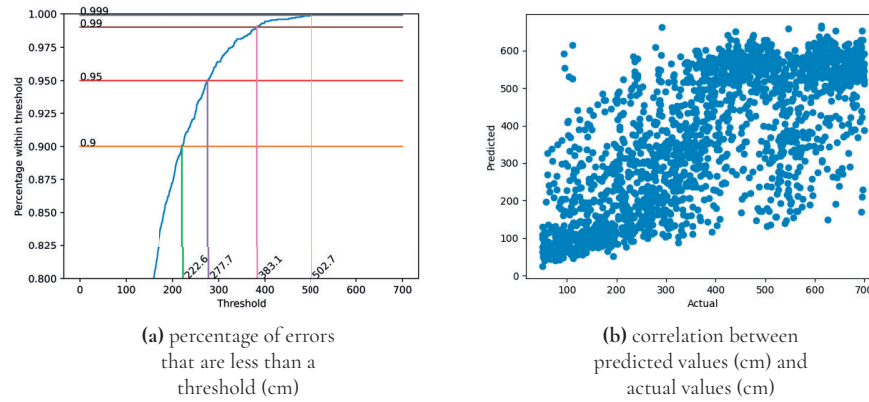 1.000
0.999
0.99
0.975
0.950
0.95
0.925
0.900
0.9
0.875
0.850
0.825
0.800
Percentage within threshold
222.6
277.7
383.1
502.7
0 100 200 300 400 500 600 700
Threshold
(a) percentage of errors
that are less than a
threshold (cm)
600
500
400
300
200
100
0
Predicted
100 200 300 400 500 600 700
Actual
(b) correlation between
predicted values (cm) and
actual values (cm)